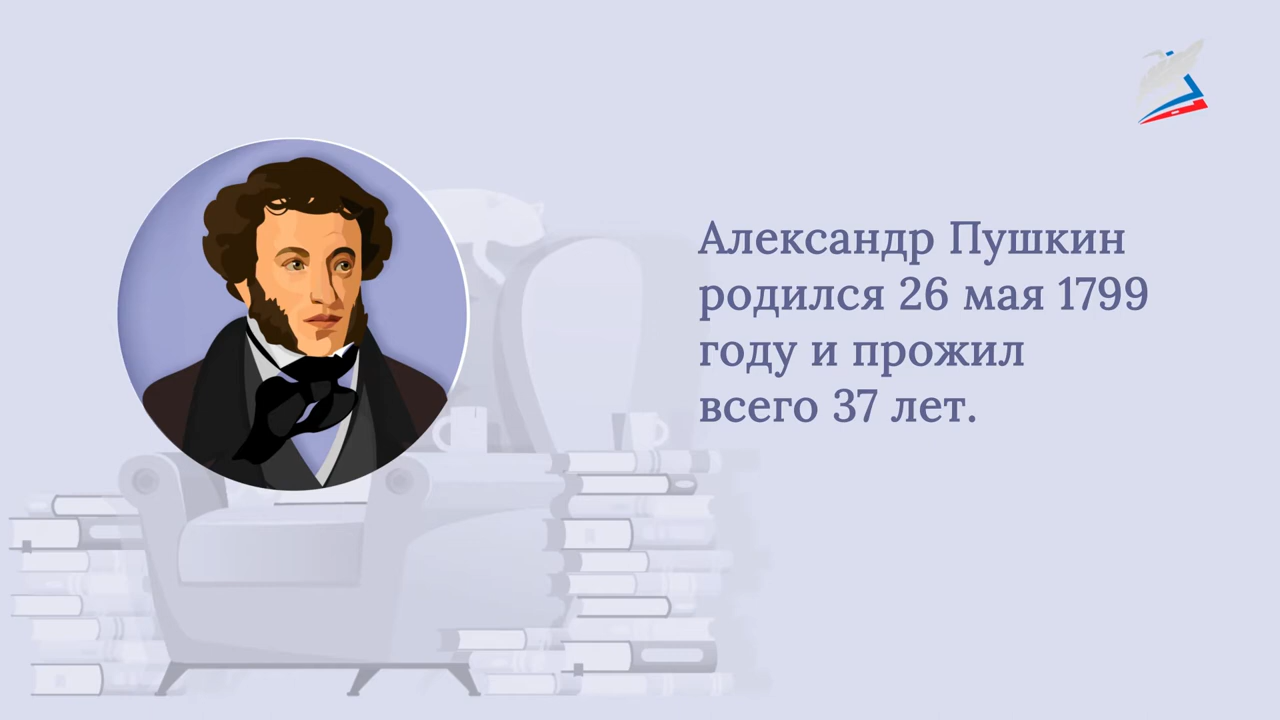 Александр Пушкин
родился 26 мая 1799
году и прожил
всего 37 лет.